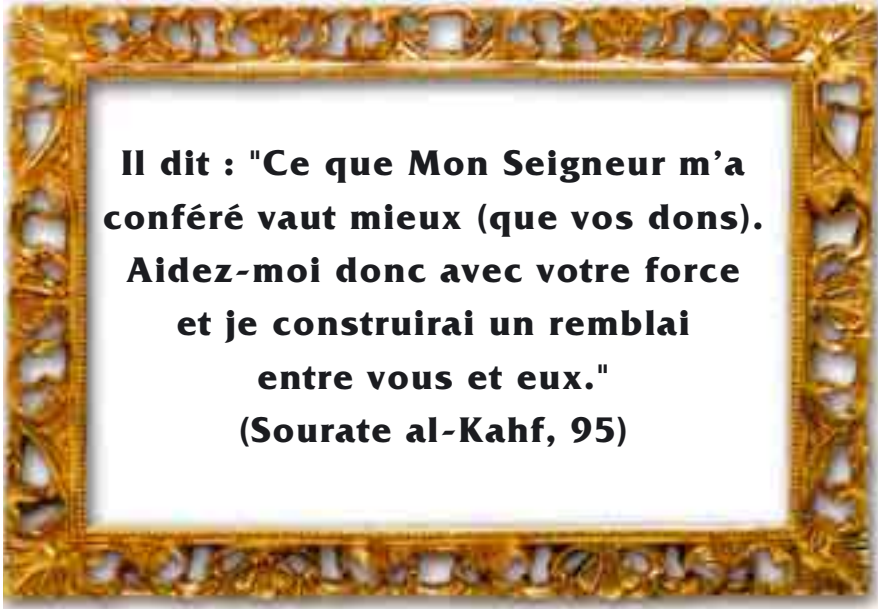 Il dit : "Ce que Mon Seigneur m'a
conféré vaut mieux (que vos dons).
Aidez-moi donc avec votre force
et je construirai un remblai
entre vous et eux."
(Sourate al-Kahf, 95)